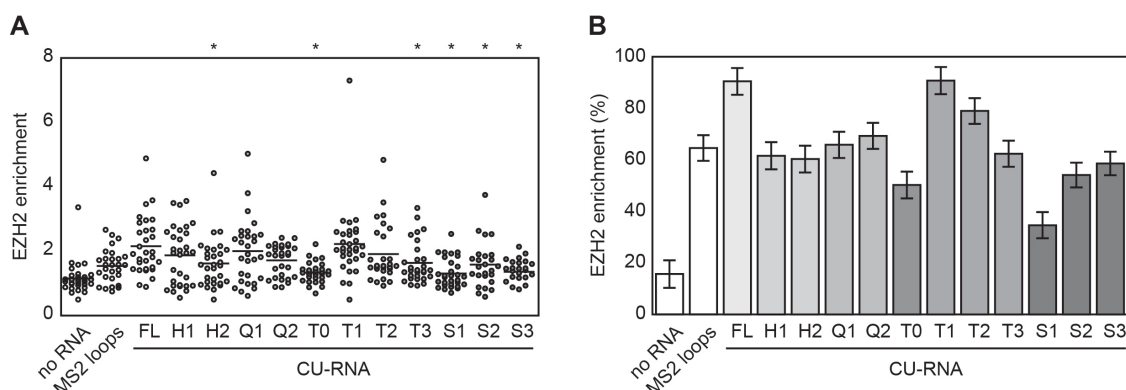 A
* * * * * *
EZH2 enrichment
8
6
4
2
0
no RNA MS2 loops FL H1 H2 Q1 Q2 T0 T1 T2 T3 S1 S2 S3
CU-RNA
B
EZH2 enrichment (%)
100
80
60
40
20
0
no RNA MS2 loops FL H1 H2 Q1 Q2 T0 T1 T2 T3 S1 S2 S3
CU-RNA